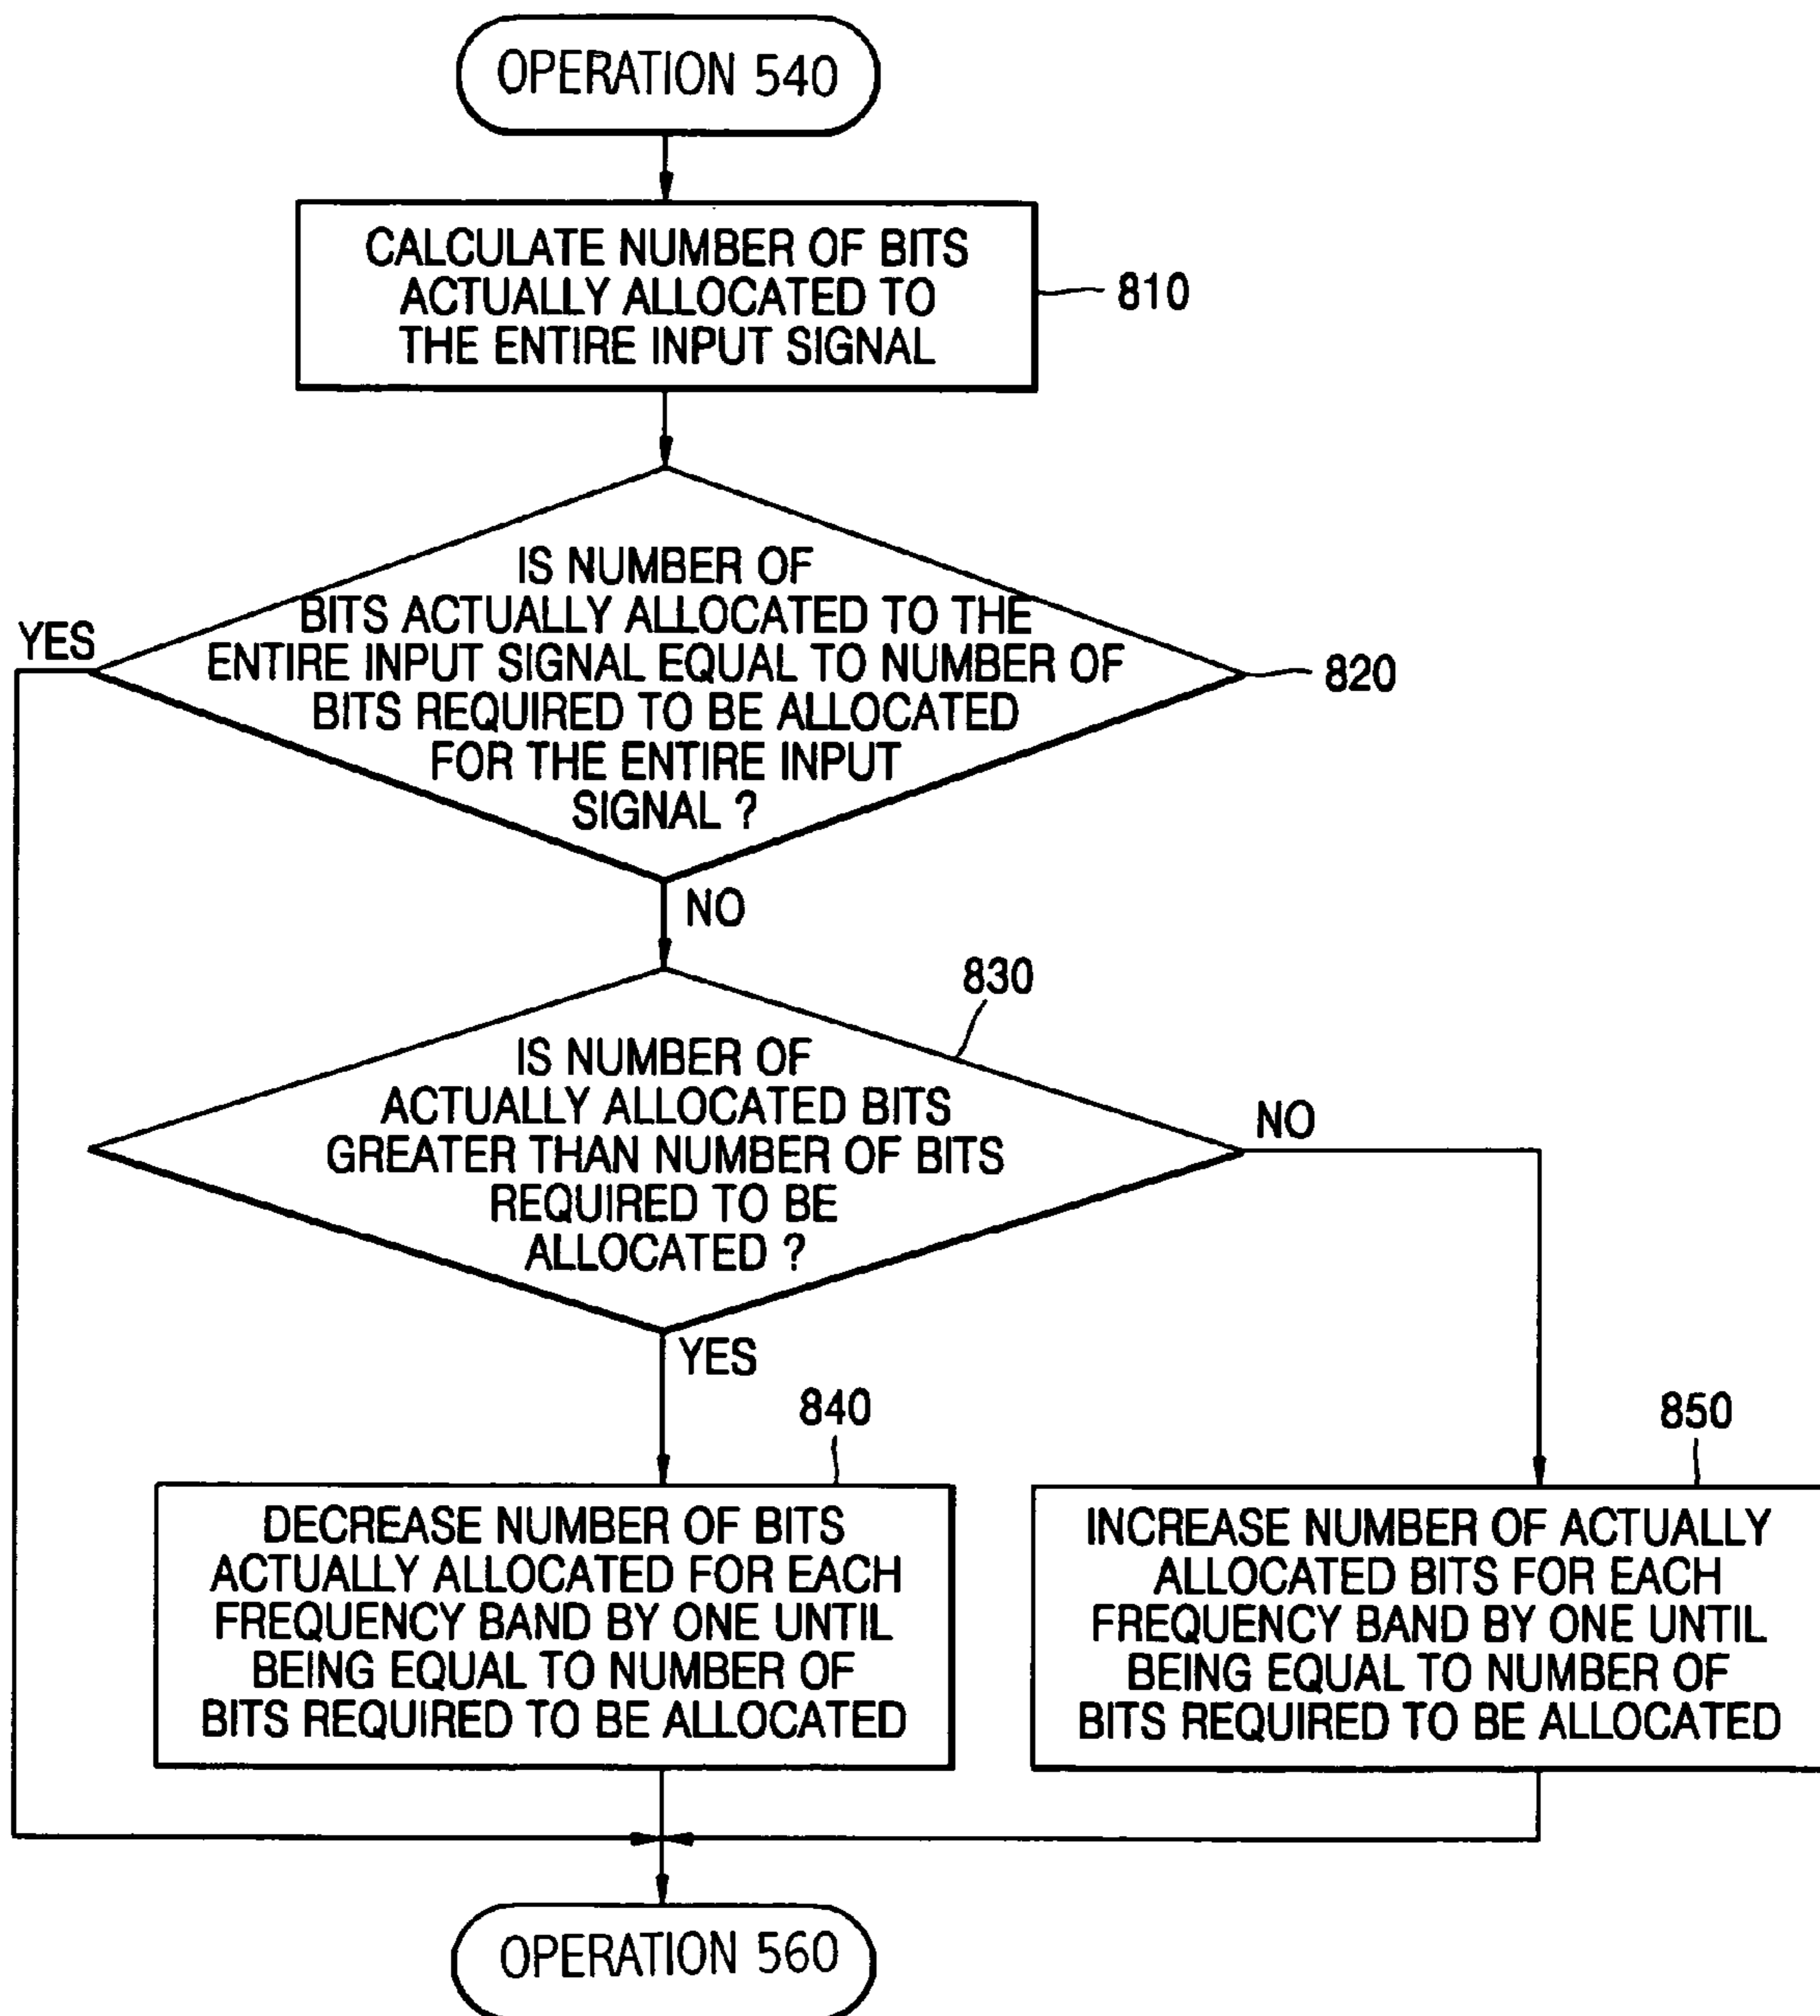 OPERATION 540
CALCULATE NUMBER OF BITS
ACTUALLY ALLOCATED TO
THE ENTIRE INPUT SIGNAL
810
IS NUMBER OF
BITS ACTUALLY ALLOCATED TO THE
ENTIRE INPUT SIGNAL EQUAL TO NUMBER OF
BITS REQUIRED TO BE ALLOCATED
FOR THE ENTIRE INPUT
SIGNAL ?
YES
820
NO
830
IS NUMBER OF
ACTUALLY ALLOCATED BITS
GREATER THAN NUMBER OF BITS
REQUIRED TO BE
ALLOCATED ?
NO
YES
840
DECREASE NUMBER OF BITS
ACTUALLY ALLOCATED FOR EACH
FREQUENCY BAND BY ONE UNTIL
BEING EQUAL TO NUMBER OF
BITS REQUIRED TO BE ALLOCATED
850
INCREASE NUMBER OF ACTUALLY
ALLOCATED BITS FOR EACH
FREQUENCY BAND BY ONE UNTIL
BEING EQUAL TO NUMBER OF
BITS REQUIRED TO BE ALLOCATED
OPERATION 560